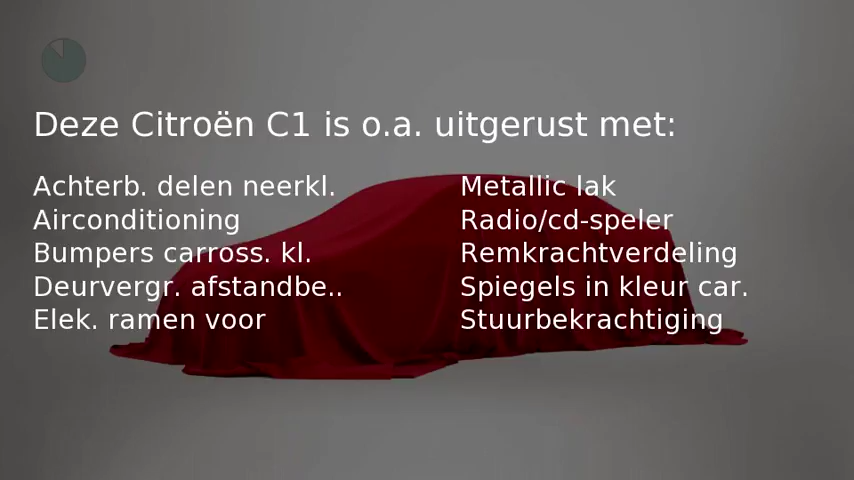 Deze Citroën C1 is o.a. uitgerust met:
Achterb. delen neerkl.
Airconditioning
Bumpers carross. kl.
Deurvergr. afstandbe..
Elek. ramen voor
Metallic lak
Radio/cd-speler
Remkrachtverdeling
Spiegels in kleur car.
Stuurbekrachtiging